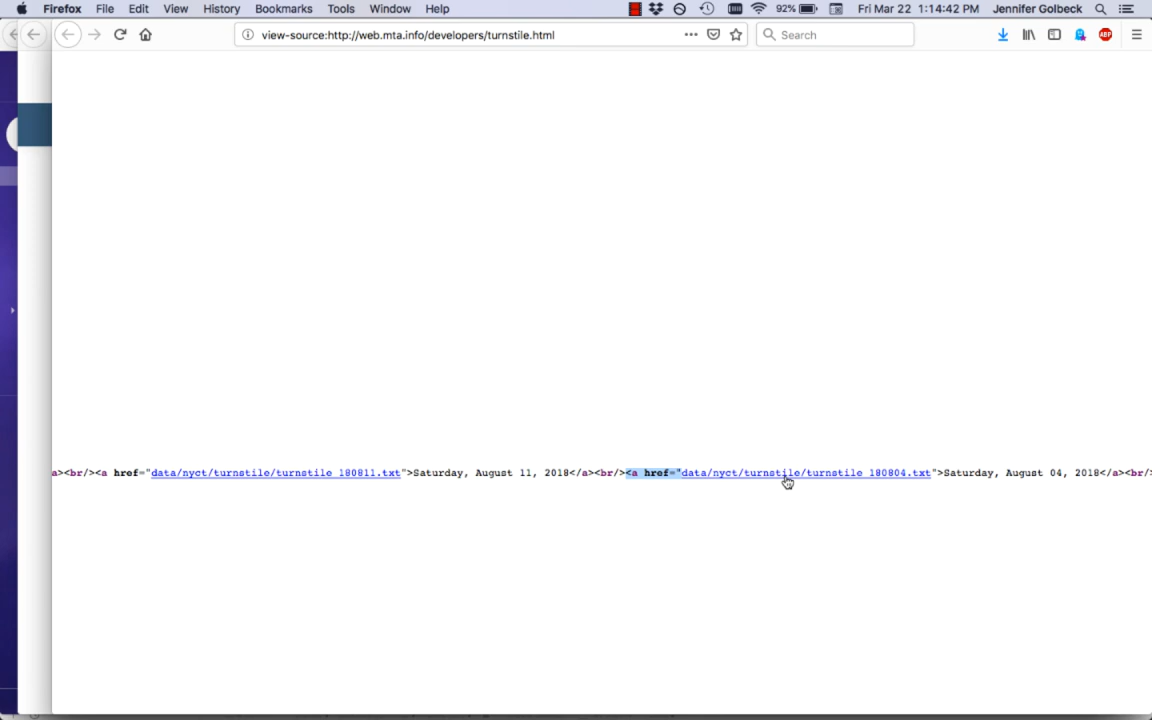 Firefox File Edit View History Bookmarks Tools Window Help 92% Fri Mar 22 1:14:42 PM Jennifer Golbeck
view-source:http://web.mta.info/developers/turnstile.html Search ABP
a><br/><a href="data/nyct/turnstile/turnstile_180811.txt">Saturday, August 11, 2018</a><br/><a href="data/nyct/turnstile/turnstile_180804.txt">Saturday, August 04, 2018</a><br/>